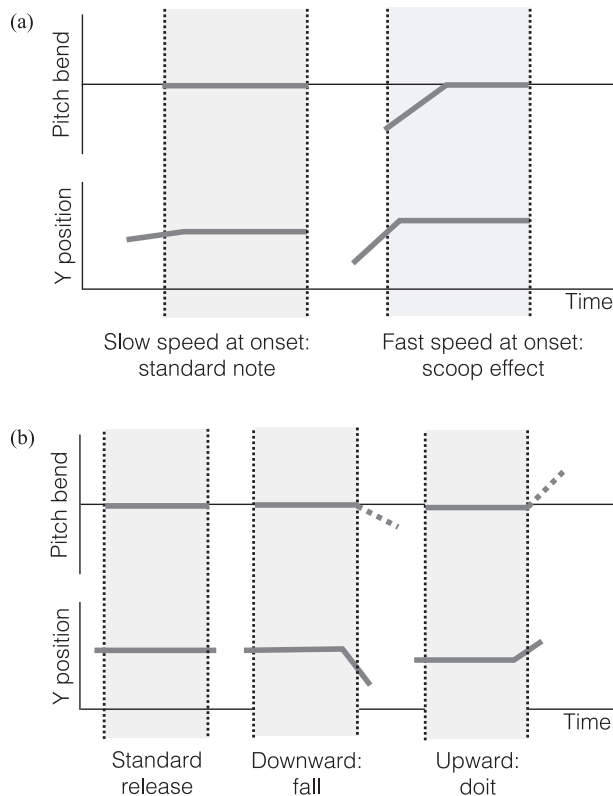 (a)
Pitch bend
Y position
Time
Slow speed at onset:
standard note
Fast speed at onset:
scoop effect
(b)
Pitch bend
Y position
Time
Standard
release
Downward:
fall
Upward:
doit